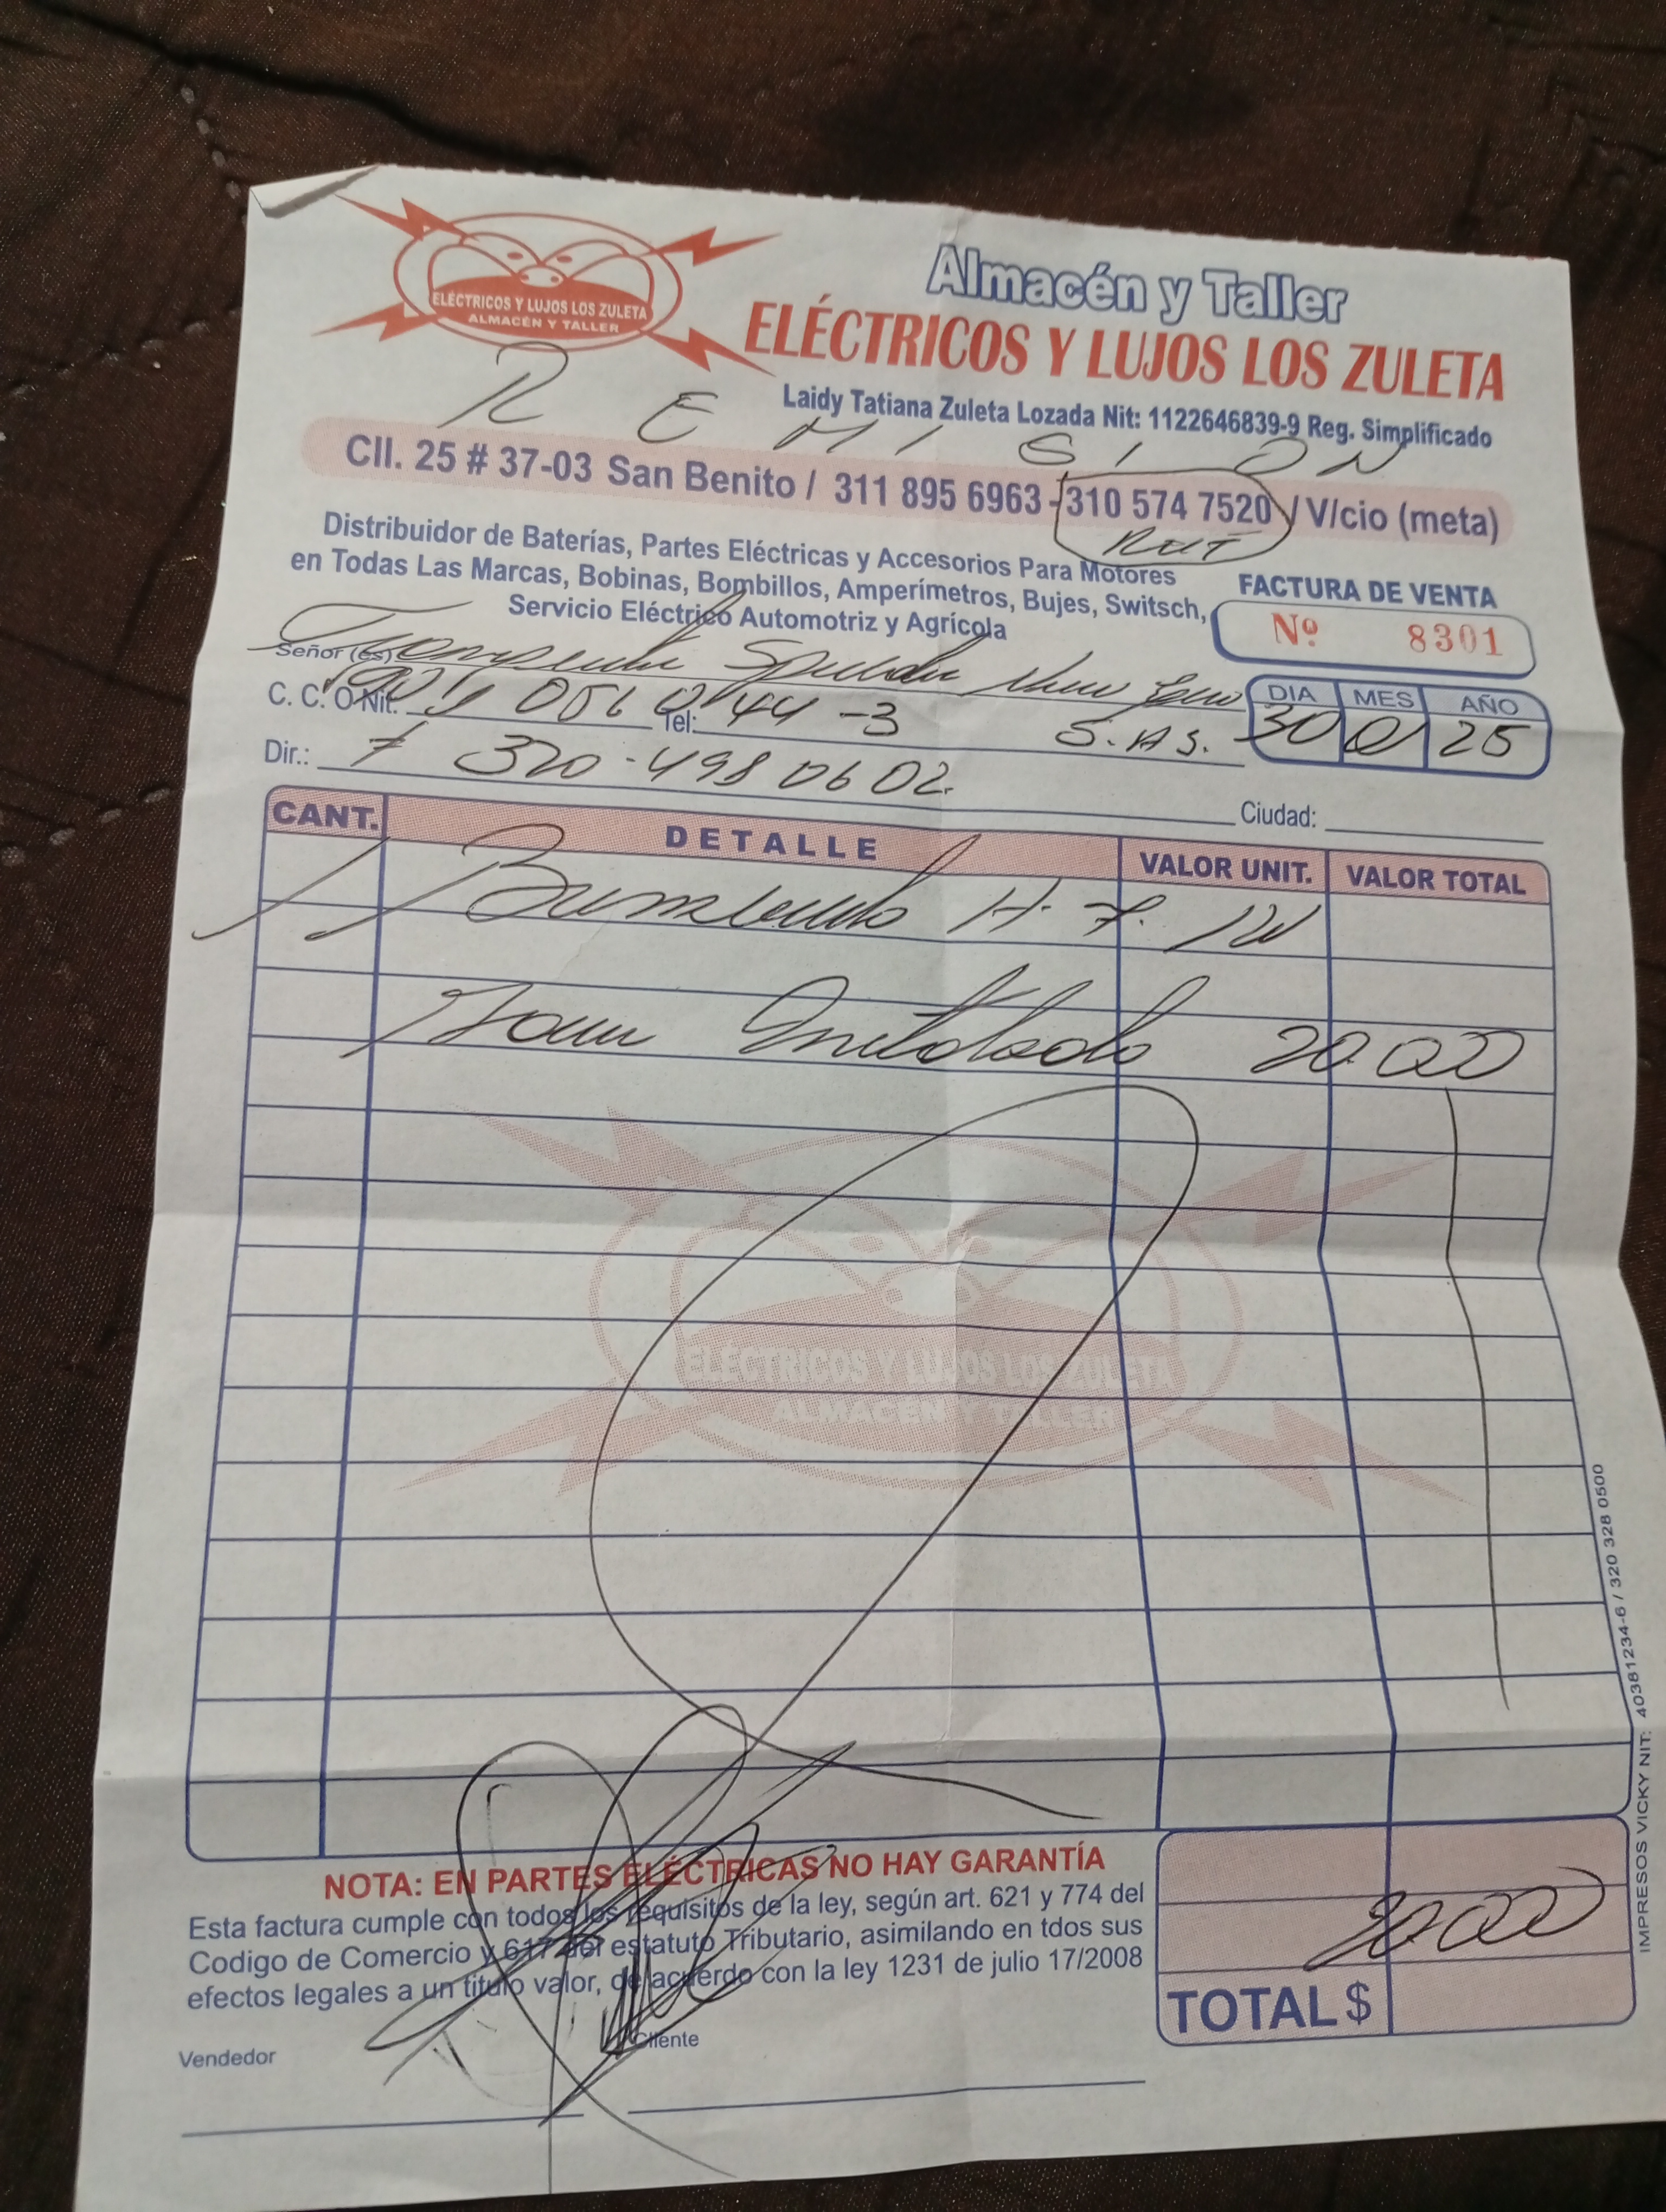 ELÉCTRICOS Y LUJOS LOS ZULETA
ALMACÉN Y TALLER
Almacén y Taller
ELÉCTRICOS Y LUJOS LOS ZULETA
Laidy Tatiana Zuleta Lozada Nit: 1122646839-9 Reg. Simplificado
REMISION
Cll. 25 # 37-03 San Benito / 311 895 6963 - 310 574 7520 / V/cio (meta)
RUT
Distribuidor de Baterías, Partes Eléctricas y Accesorios Para Motores
en Todas Las Marcas, Bobinas, Bombillos, Amperímetros, Bujes, Switsch,
Servicio Eléctrico Automotriz y Agrícola
FACTURA DE VENTA
Nº 8301
Señor (es)
S.A.S.
C. C. O Nit. Tel:
DIA MES AÑO
30 25
Dir.: 320-498 0602.
Ciudad:
CANT. DETALLE VALOR UNIT. VALOR TOTAL
H.7.
20.000
ELÉCTRICOS Y LUJOS LOS ZULETA
ALMACÉN Y TALLER
NOTA: EN PARTES ELÉCTRICAS NO HAY GARANTÍA
Esta factura cumple con todos los requisitos de la ley, según art. 621 y 774 del
Codigo de Comercio y 617 del estatuto Tributario, asimilando en tdos sus
efectos legales a un titulo valor, de acuerdo con la ley 1231 de julio 17/2008
20.000
TOTAL $
Vendedor
Cliente
IMPRESOS VICKY NIT: 40381234-6 / 320 328 0500